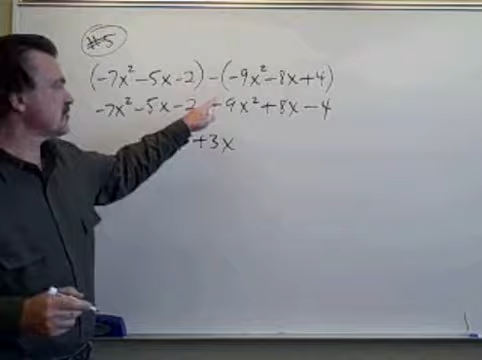 #5
(-7x² -5x -2) - (-9x² -8x +4)
-7x² -5x -2 -9x² +8x -4
+3x